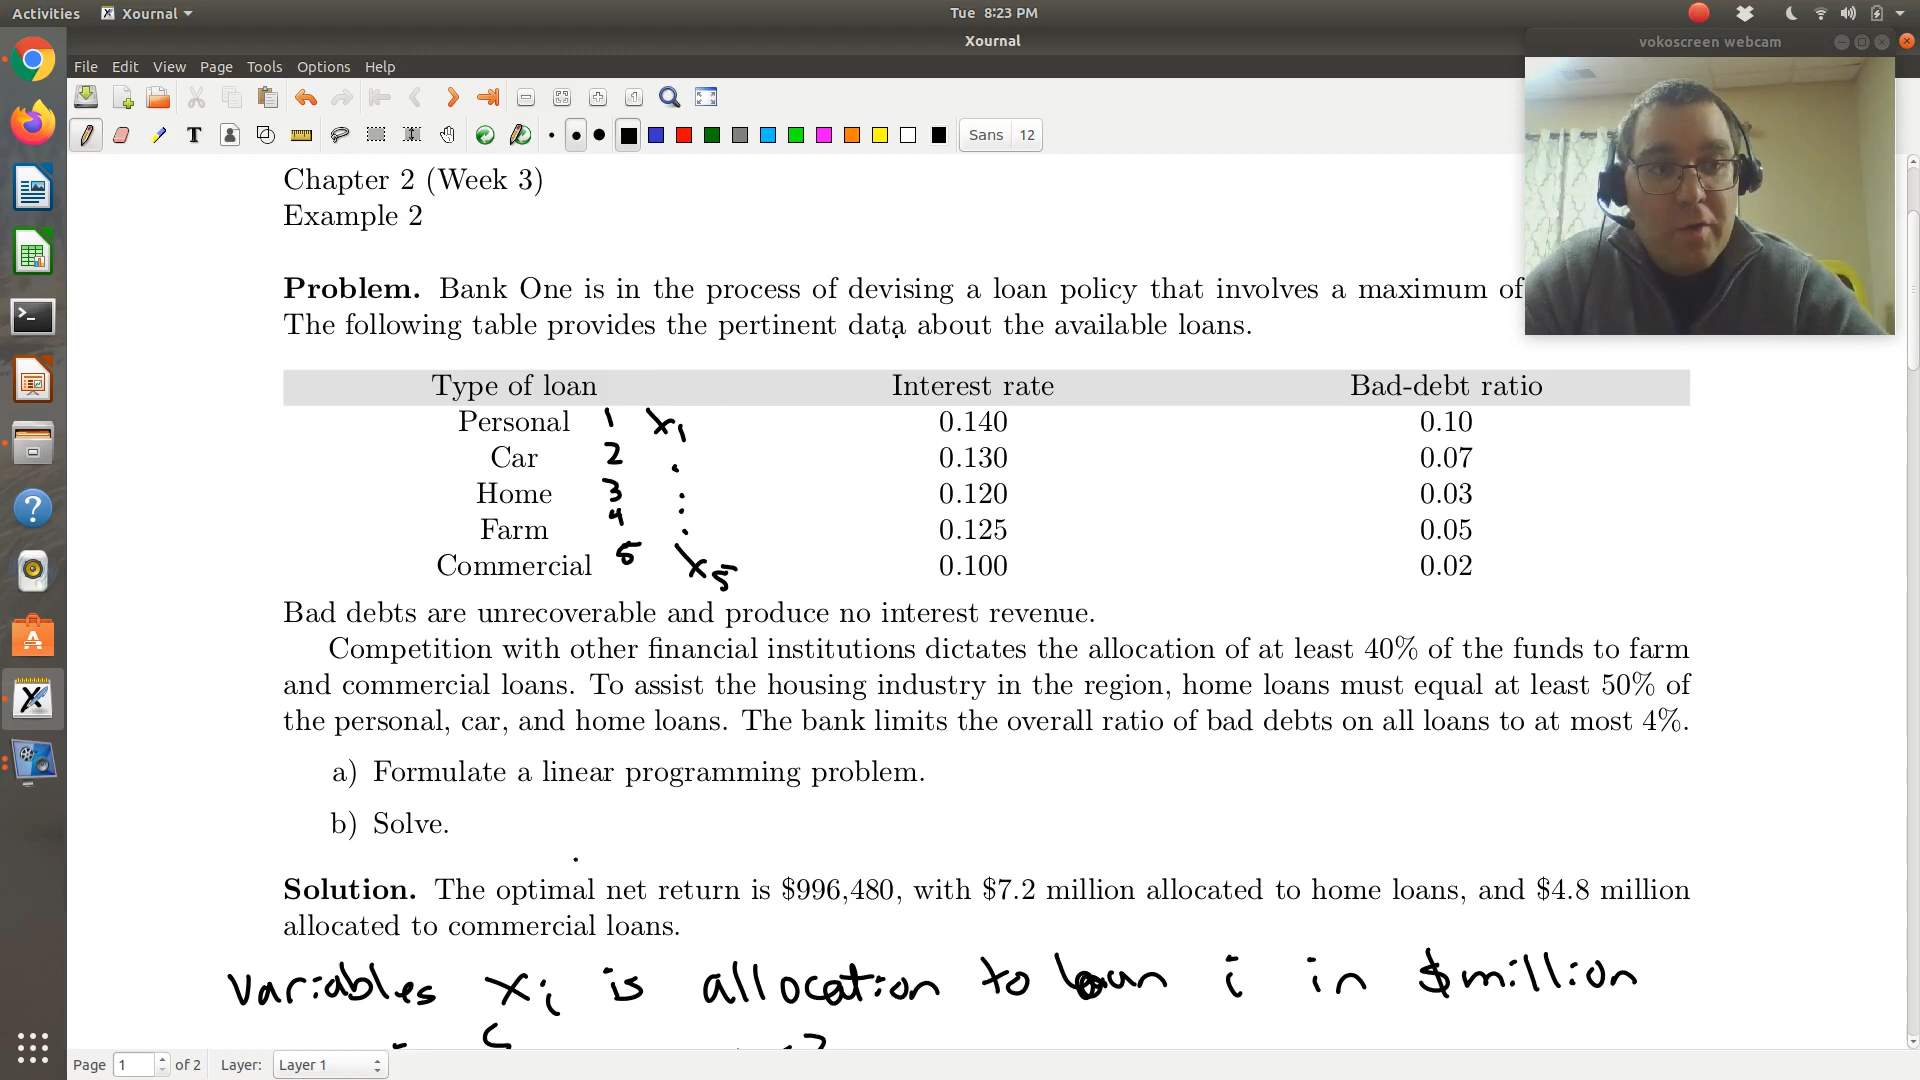 Activities Xournal Tue 8:23 PM
Xournal
vokoscreen webcam
File Edit View Page Tools Options Help
Sans 12
Chapter 2 (Week 3)
Example 2
Problem. Bank One is in the process of devising a loan policy that involves a maximum of
The following table provides the pertinent data about the available loans.
Type of loan Interest rate Bad-debt ratio
Personal 1 x1 0.140 0.10
Car 2 0.130 0.07
Home 3 0.120 0.03
Farm 4 0.125 0.05
Commercial 5 x5 0.100 0.02
Bad debts are unrecoverable and produce no interest revenue.
Competition with other financial institutions dictates the allocation of at least 40% of the funds to farm
and commercial loans. To assist the housing industry in the region, home loans must equal at least 50% of
the personal, car, and home loans. The bank limits the overall ratio of bad debts on all loans to at most 4%.
a) Formulate a linear programming problem.
b) Solve.
Solution. The optimal net return is $996,480, with $7.2 million allocated to home loans, and $4.8 million
allocated to commercial loans.
variables xi is allocation to loan i in $million
Page 1 of 2 Layer: Layer 1